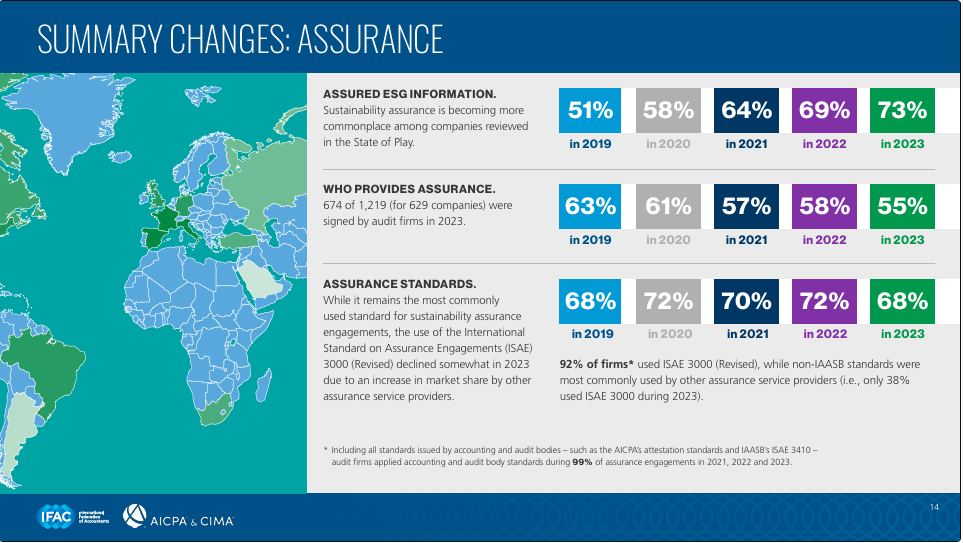 SUMMARY CHANGES: ASSURANCE
ASSURED ESG INFORMATION.
Sustainability assurance is becoming more
commonplace among companies reviewed
in the State of Play.
51% 58% 64% 69% 73%
in 2019 in 2020 in 2021 in 2022 in 2023
WHO PROVIDES ASSURANCE.
674 of 1,219 (for 629 companies) were
signed by audit firms in 2023.
63% 61% 57% 58% 55%
in 2019 in 2020 in 2021 in 2022 in 2023
ASSURANCE STANDARDS.
While it remains the most commonly
used standard for sustainability assurance
engagements, the use of the International
Standard on Assurance Engagements (ISAE)
3000 (Revised) declined somewhat in 2023
due to an increase in market share by other
assurance service providers.
68% 72% 70% 72% 68%
in 2019 in 2020 in 2021 in 2022 in 2023
92% of firms* used ISAE 3000 (Revised), while non-IAASB standards were
most commonly used by other assurance service providers (i.e., only 38%
used ISAE 3000 during 2023).
* Including all standards issued by accounting and audit bodies – such as the AICPA's attestation standards and IAASB's ISAE 3410 –
audit firms applied accounting and audit body standards during 99% of assurance engagements in 2021, 2022 and 2023.
IFAC
International
Federation
of Accountants
AICPA & CIMA
14